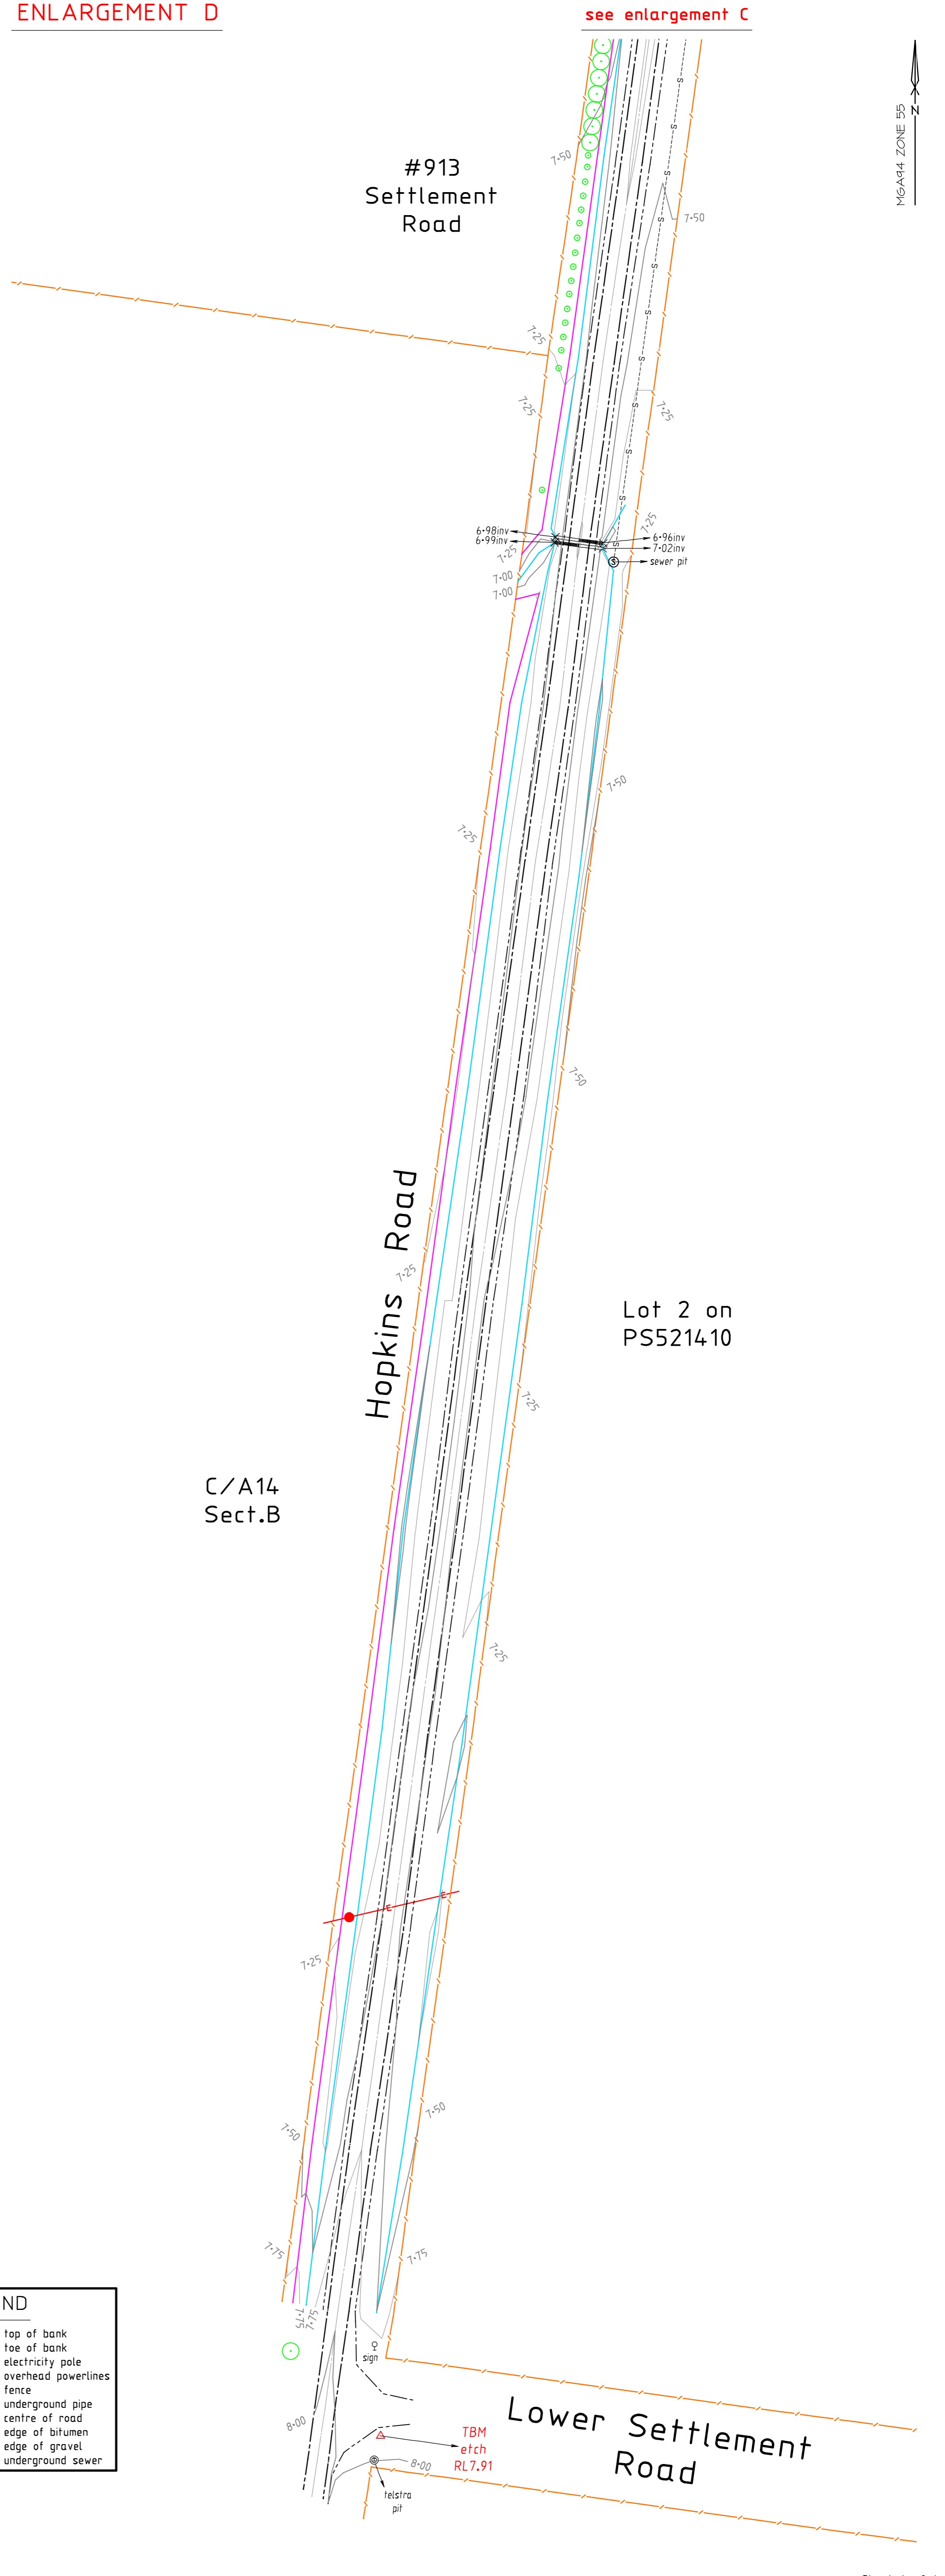 ENLARGEMENT D
see enlargement C
MGA94 ZONE 55
N
#913
Settlement
Road
7·50
S
S
S
7·50
S
S
S
7·25
S
7·25
S
7·25
S
S
7·25
6·98inv
6·99inv
6·96inv
7·02inv
S
S
sewer pit
7·25
7·00
7·00
7·50
7·25
7·50
Hopkins Road
7·25
Lot 2 on
PS521410
7·25
C/A14
Sect.B
7·25
E
E
7·25
7·50
7·50
7·75
7·75
7·75
7·75
ND
top of bank
toe of bank
electricity pole
overhead powerlines
fence
underground pipe
centre of road
edge of bitumen
edge of gravel
underground sewer
sign
8·00
TBM
etch
RL7.91
8·00
telstra
pit
Lower Settlement
Road